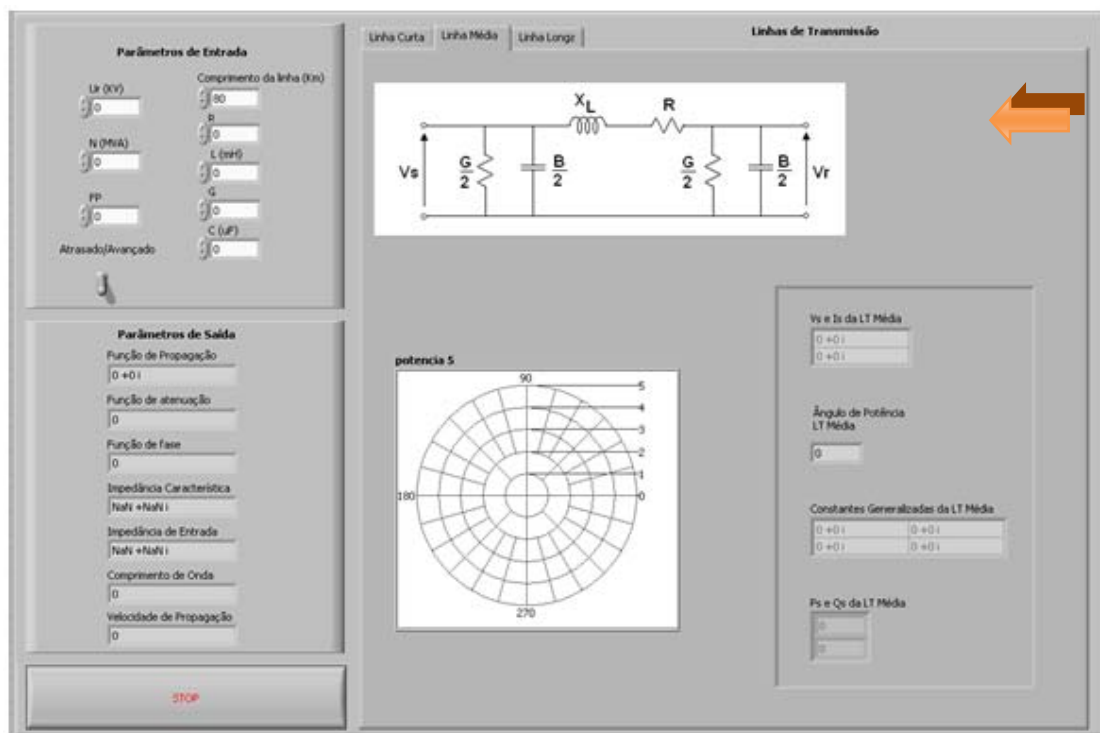 Parâmetros de Entrada
Ur (KV)
0
N (MVA)
0
FP
0
Atrasado/Avançado
Comprimento da linha (Km)
80
R
0
L (mH)
0
G
0
C (uF)
0
Parâmetros de Saída
Função de Propagação
0 +0 i
Função de atenuação
0
Função de fase
0
Impedância Característica
NaN +NaN i
Impedância de Entrada
NaN +NaN i
Comprimento de Onda
0
Velocidade de Propagação
0
STOP
Linha Curta
Linha Média
Linha Longa
Linhas de Transmissão
XL
R
Vs
G/2
B/2
G/2
B/2
Vr
potencia 5
90
5
4
3
2
1
0
180
270
Vs e Is da LT Média
0 +0 i
0 +0 i
Ângulo de Potência
LT Média
0
Constantes Generalizadas da LT Média
0 +0 i 0 +0 i
0 +0 i 0 +0 i
Ps e Qs da LT Média
0
0